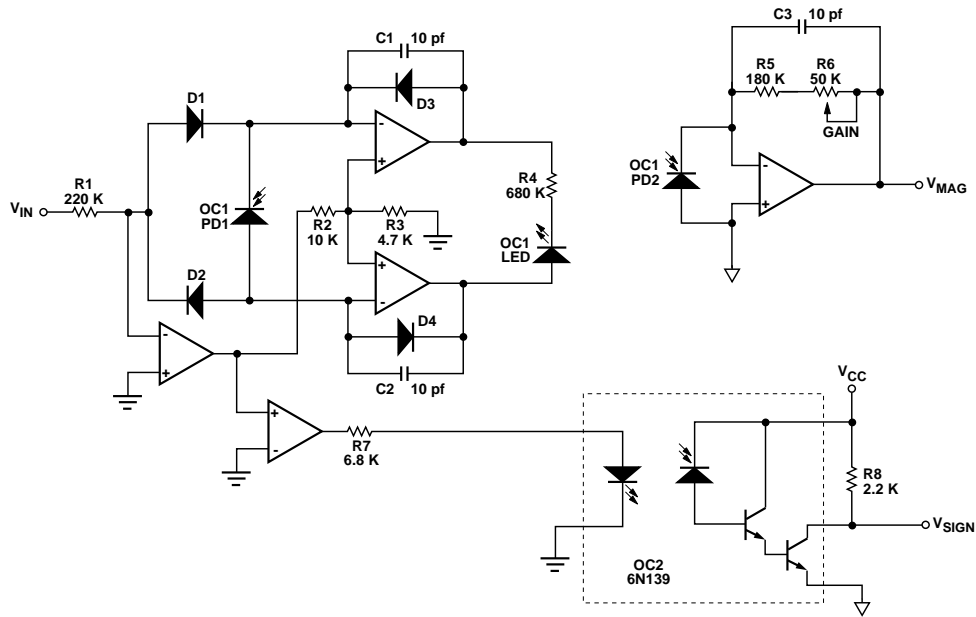 C1 10 pf
D3
D1
R1
220 K
V_IN
OC1
PD1
R2
10 K
R3
4.7 K
R4
680 K
OC1
LED
D2
D4
C2 10 pf
- + - + + - - + + -
R7
6.8 K
C3 10 pf
R5
180 K
R6
50 K
GAIN
OC1
PD2
- +
V_MAG
V_CC
R8
2.2 K
V_SIGN
OC2
6N139